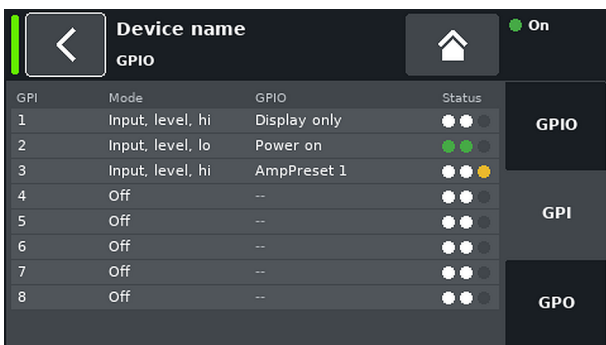 Device name
GPIO
On
GPI Mode GPIO Status
1 Input, level, hi Display only
2 Input, level, lo Power on
3 Input, level, hi AmpPreset 1
4 Off --
5 Off --
6 Off --
7 Off --
8 Off --
GPIO
GPI
GPO